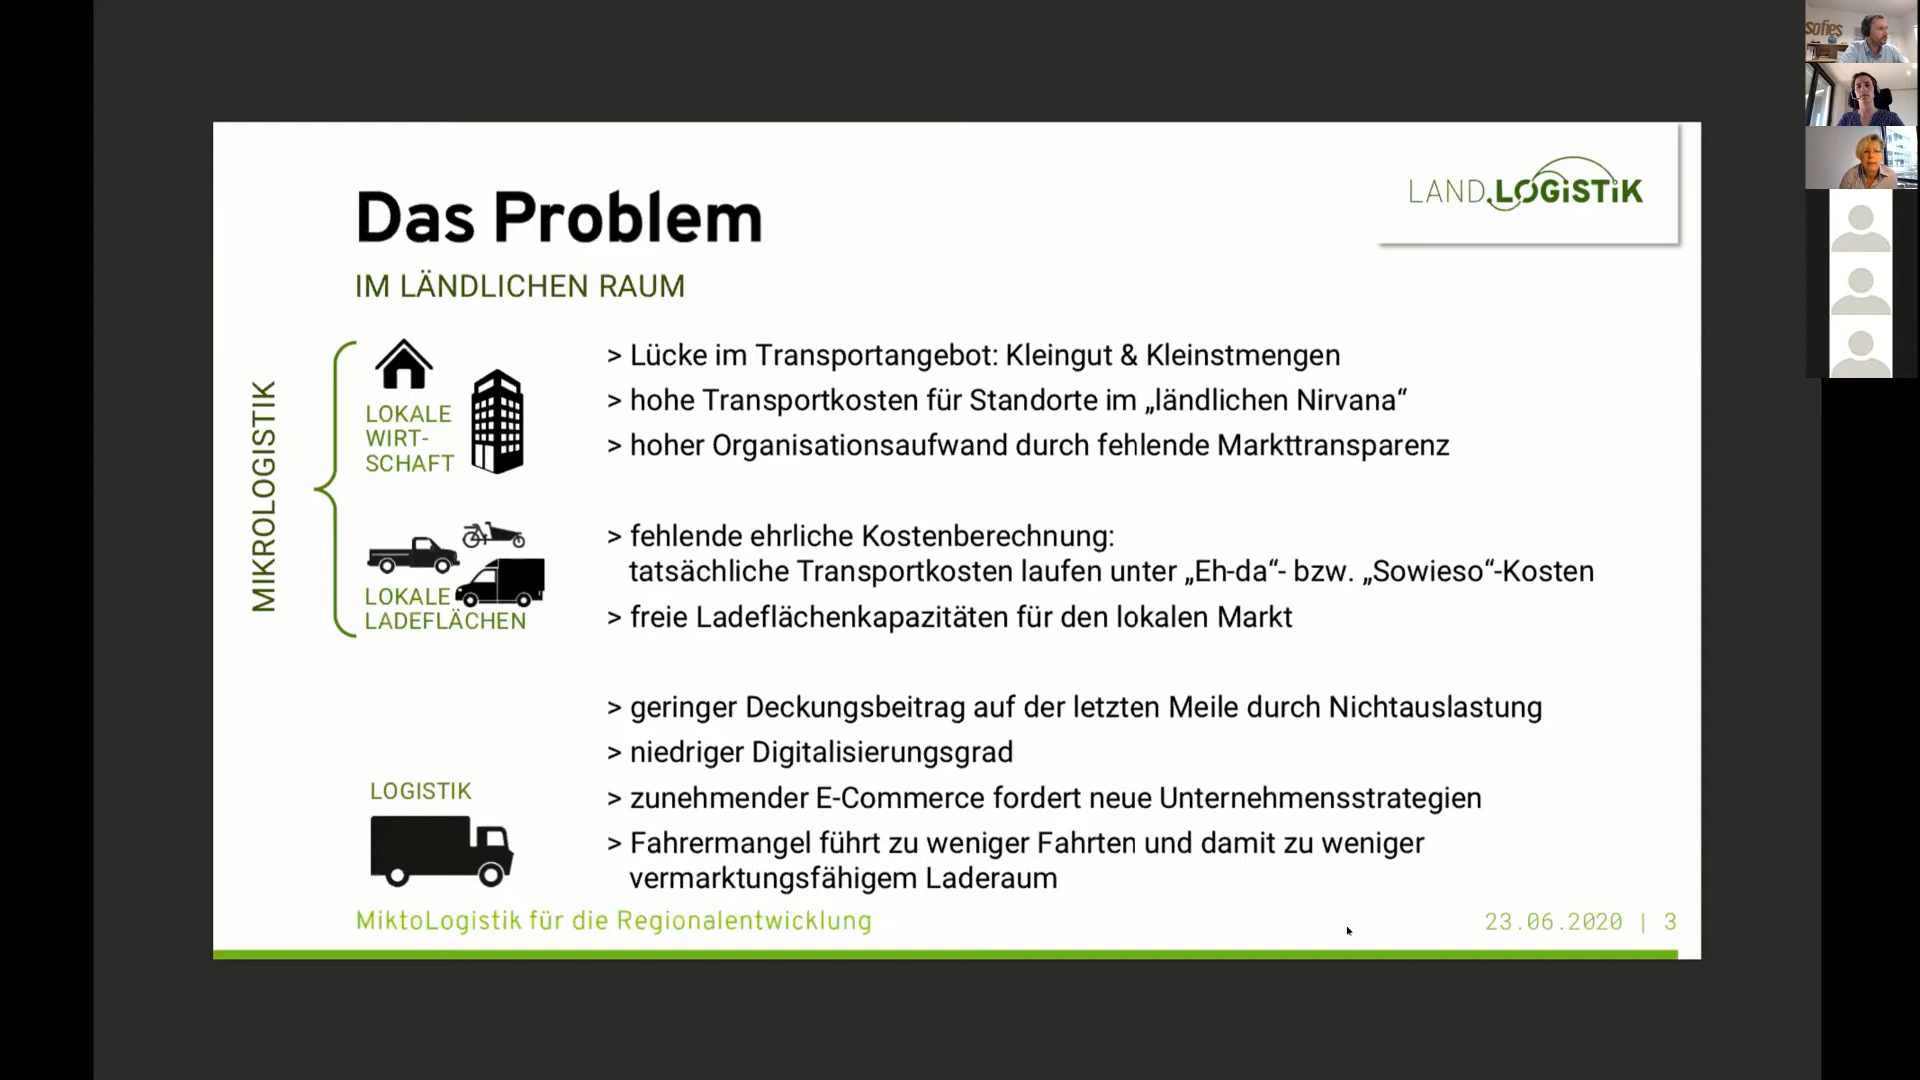 sofies
LAND.LOGiSTiK
Das Problem
IM LÄNDLICHEN RAUM
MIKROLOGISTIK
LOKALE
WIRT-
SCHAFT
> Lücke im Transportangebot: Kleingut & Kleinstmengen
> hohe Transportkosten für Standorte im „ländlichen Nirvana“
> hoher Organisationsaufwand durch fehlende Markttransparenz
LOKALE
LADEFLÄCHEN
> fehlende ehrliche Kostenberechnung:
tatsächliche Transportkosten laufen unter „Eh-da“- bzw. „Sowieso“-Kosten
> freie Ladeflächenkapazitäten für den lokalen Markt
LOGISTIK
> geringer Deckungsbeitrag auf der letzten Meile durch Nichtauslastung
> niedriger Digitalisierungsgrad
> zunehmender E-Commerce fordert neue Unternehmensstrategien
> Fahrermangel führt zu weniger Fahrten und damit zu weniger
vermarktungsfähigem Laderaum
MiktoLogistik für die Regionalentwicklung
23.06.2020 | 3